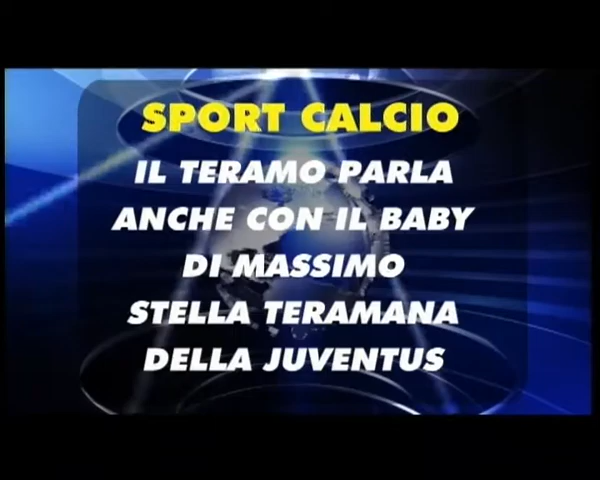 SPORT CALCIO
IL TERAMO PARLA
ANCHE CON IL BABY
DI MASSIMO
STELLA TERAMANA
DELLA JUVENTUS